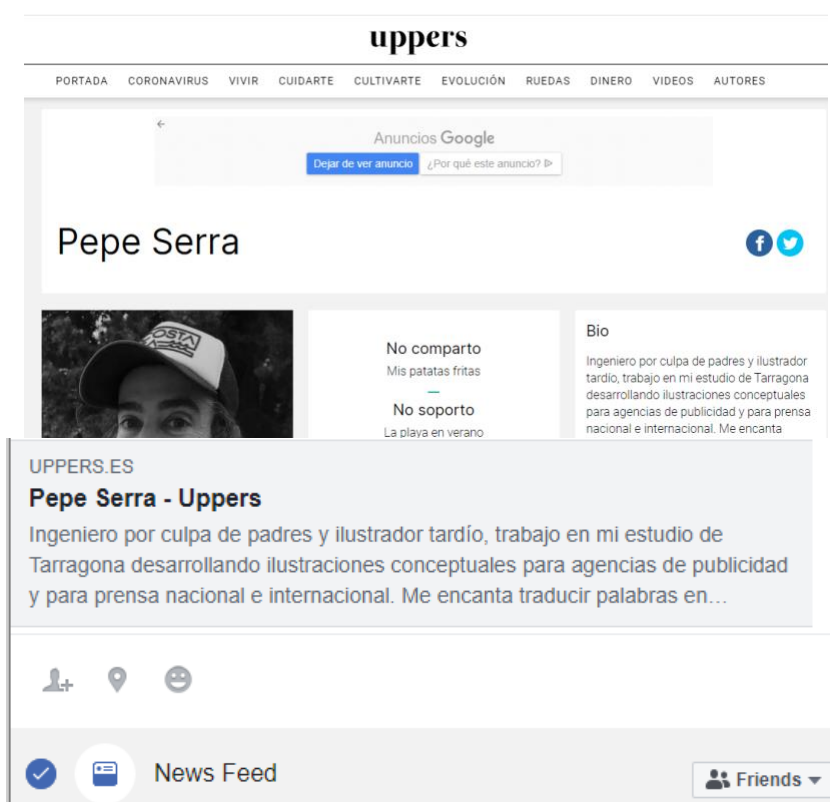 uppers
PORTADA CORONAVIRUS VIVIR CUIDARTE CULTIVARTE EVOLUCIÓN RUEDAS DINERO VIDEOS AUTORES
Anuncios Google
Dejar de ver anuncio ¿Por qué este anuncio?
Pepe Serra
COSTA
No comparto
Mis patatas fritas
No soporto
La playa en verano
Bio
Ingeniero por culpa de padres y ilustrador
tardío, trabajo en mi estudio de Tarragona
desarrollando ilustraciones conceptuales
para agencias de publicidad y para prensa
nacional e internacional. Me encanta
UPPERS.ES
Pepe Serra - Uppers
Ingeniero por culpa de padres y ilustrador tardío, trabajo en mi estudio de
Tarragona desarrollando ilustraciones conceptuales para agencias de publicidad
y para prensa nacional e internacional. Me encanta traducir palabras en…
News Feed
Friends